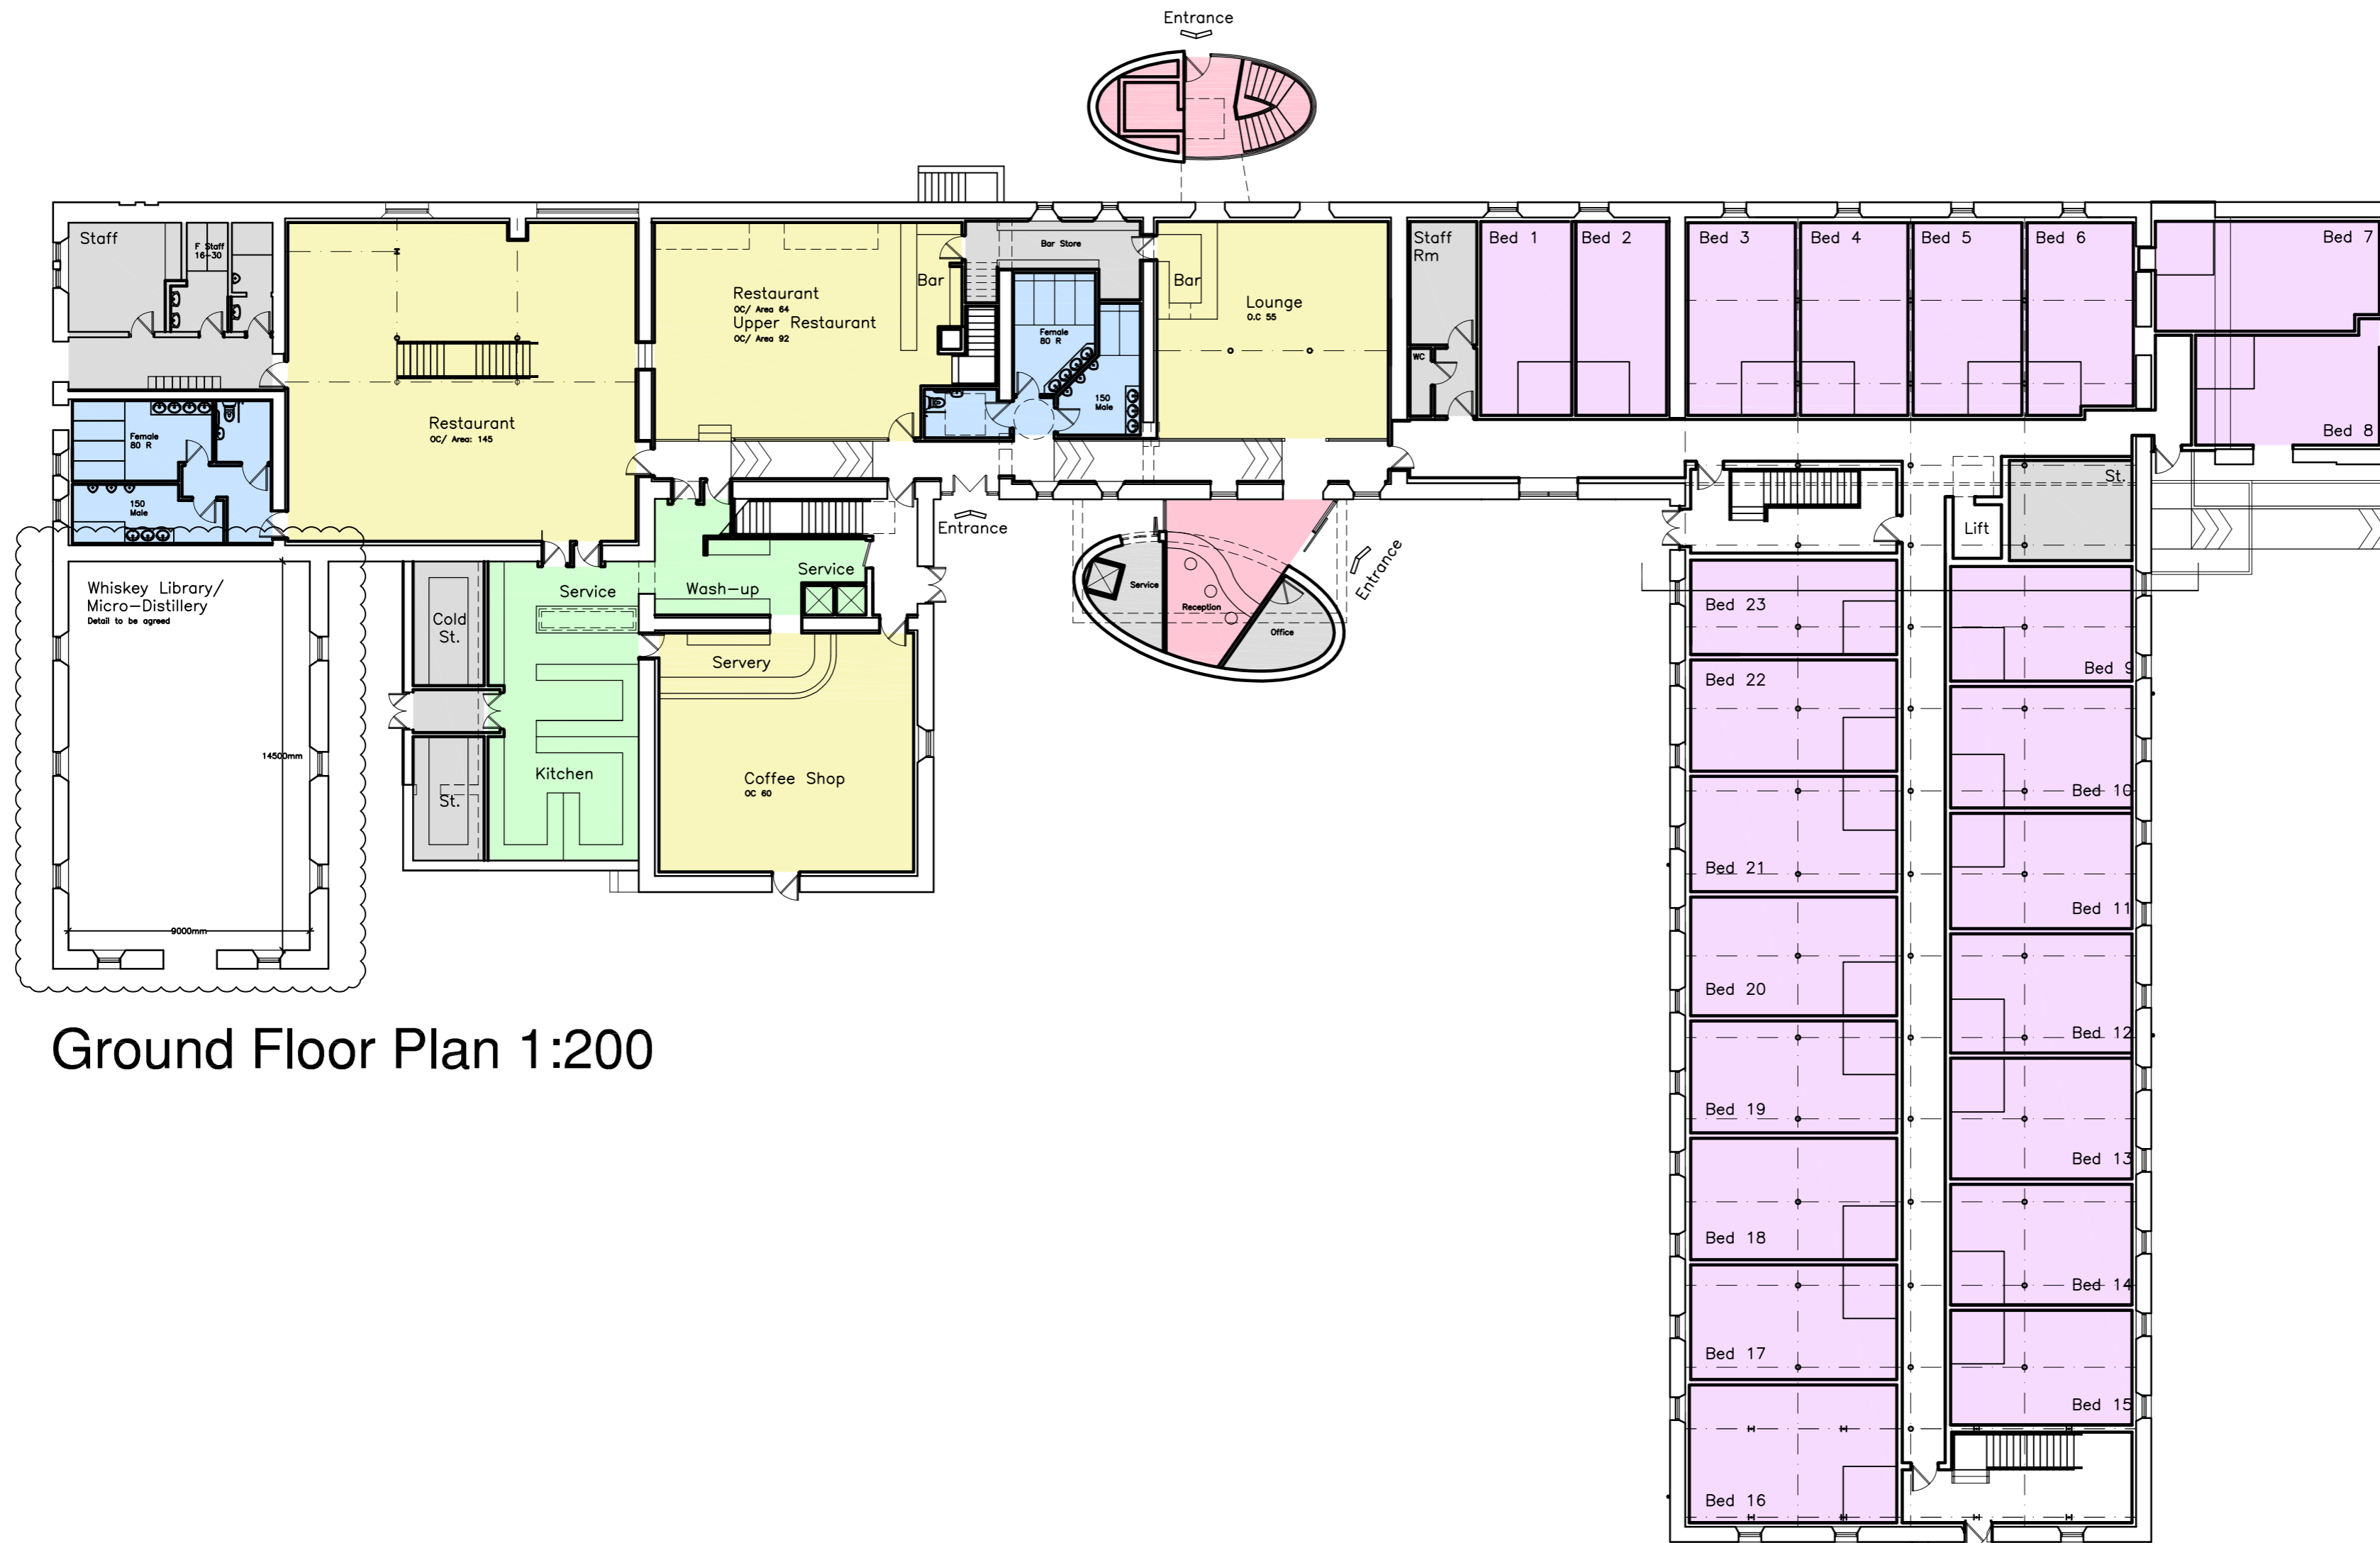 Entrance
Staff
F Staff
16-30
Restaurant
OC/ Area: 145
Female
80 R
150
Male
Restaurant
OC/ Area 64
Upper Restaurant
OC/ Area 92
Bar
Bar Store
Female
80 R
150
Male
Bar
Lounge
O.C 55
Staff
Rm
WC
Bed 1
Bed 2
Bed 3
Bed 4
Bed 5
Bed 6
Bed 7
Bed 8
Entrance
Entrance
Service
Reception
Office
Lift
St.
Whiskey Library/
Micro-Distillery
Detail to be agreed
14500mm
9000mm
Cold
St.
St.
Service
Wash-up
Service
Kitchen
Servery
Coffee Shop
OC 60
Bed 23
Bed 22
Bed 21
Bed 20
Bed 19
Bed 18
Bed 17
Bed 16
Bed 9
Bed 10
Bed 11
Bed 12
Bed 13
Bed 14
Bed 15
Ground Floor Plan 1:200